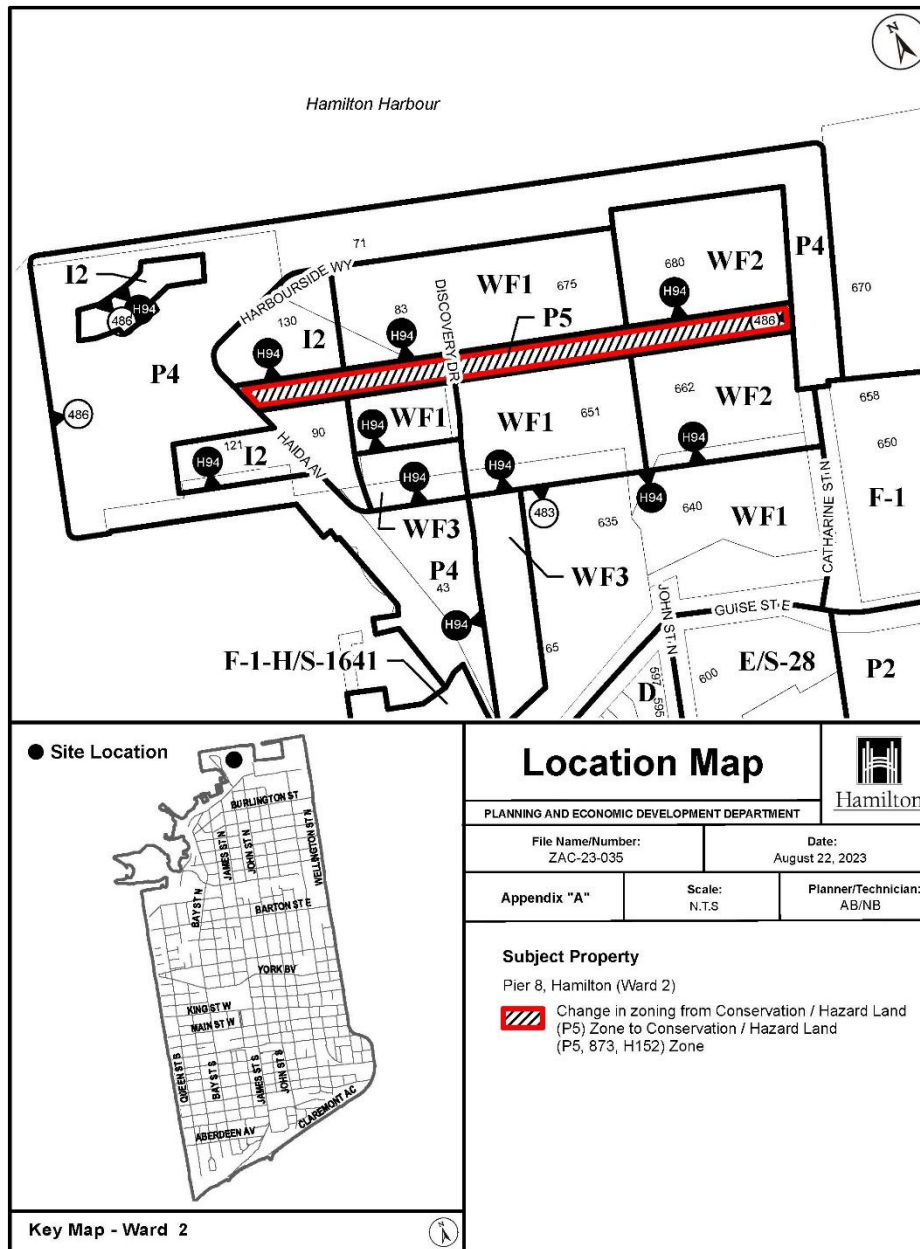 N
Hamilton Harbour
71
I2
H94
486
HARBOURSIDE WY
130
I2
H94
83
H94
DISCOVERY DR
WF1
675
P5
680
WF2
H94
486
P4
670
P4
486
WF1
H94
WF1
651
662
WF2
H94
658
650
121
I2
H94
90
HAIDA AV
H94
H94
WF3
483
635
H94
640
WF1
CATHARINE ST N
F-1
P4
43
WF3
H94
65
JOHN ST N
GUISE ST E
F-1-H/S-1641
D
597
595
600
E/S-28
P2
Site Location
BURLINGTON ST
JAMES ST N
JOHN ST N
WELLINGTON ST N
BAY ST N
BARTON ST E
YORK BV
KING ST W
MAIN ST W
QUEEN ST S
BAY ST S
JAMES ST S
JOHN ST S
CLAREMONT AC
ABERDEEN AV
Key Map - Ward 2
N
Location Map
Hamilton
PLANNING AND ECONOMIC DEVELOPMENT DEPARTMENT
File Name/Number:
ZAC-23-035
Date:
August 22, 2023
Appendix "A"
Scale:
N.T.S
Planner/Technician:
AB/NB
Subject Property
Pier 8, Hamilton (Ward 2)
Change in zoning from Conservation / Hazard Land
(P5) Zone to Conservation / Hazard Land
(P5, 873, H152) Zone